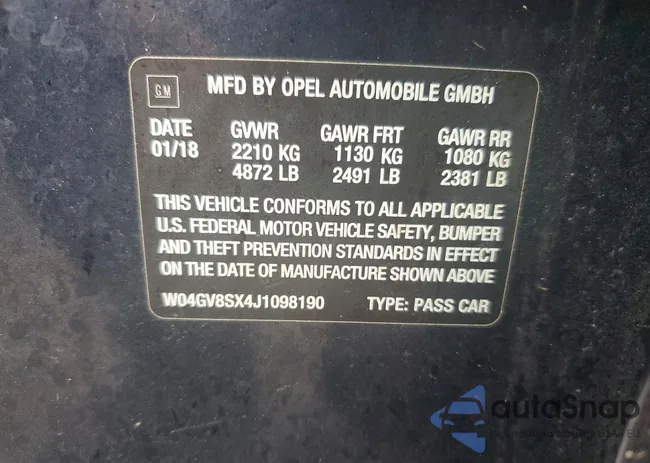 GM
MFD BY OPEL AUTOMOBILE GMBH
DATE GVWR GAWR FRT GAWR RR
01/18 2210 KG 1130 KG 1080 KG
4872 LB 2491 LB 2381 LB
THIS VEHICLE CONFORMS TO ALL APPLICABLE
U.S. FEDERAL MOTOR VEHICLE SAFETY, BUMPER
AND THEFT PREVENTION STANDARDS IN EFFECT
ON THE DATE OF MANUFACTURE SHOWN ABOVE
W04GV8SX4J1098190 TYPE: PASS CAR
autoSnap